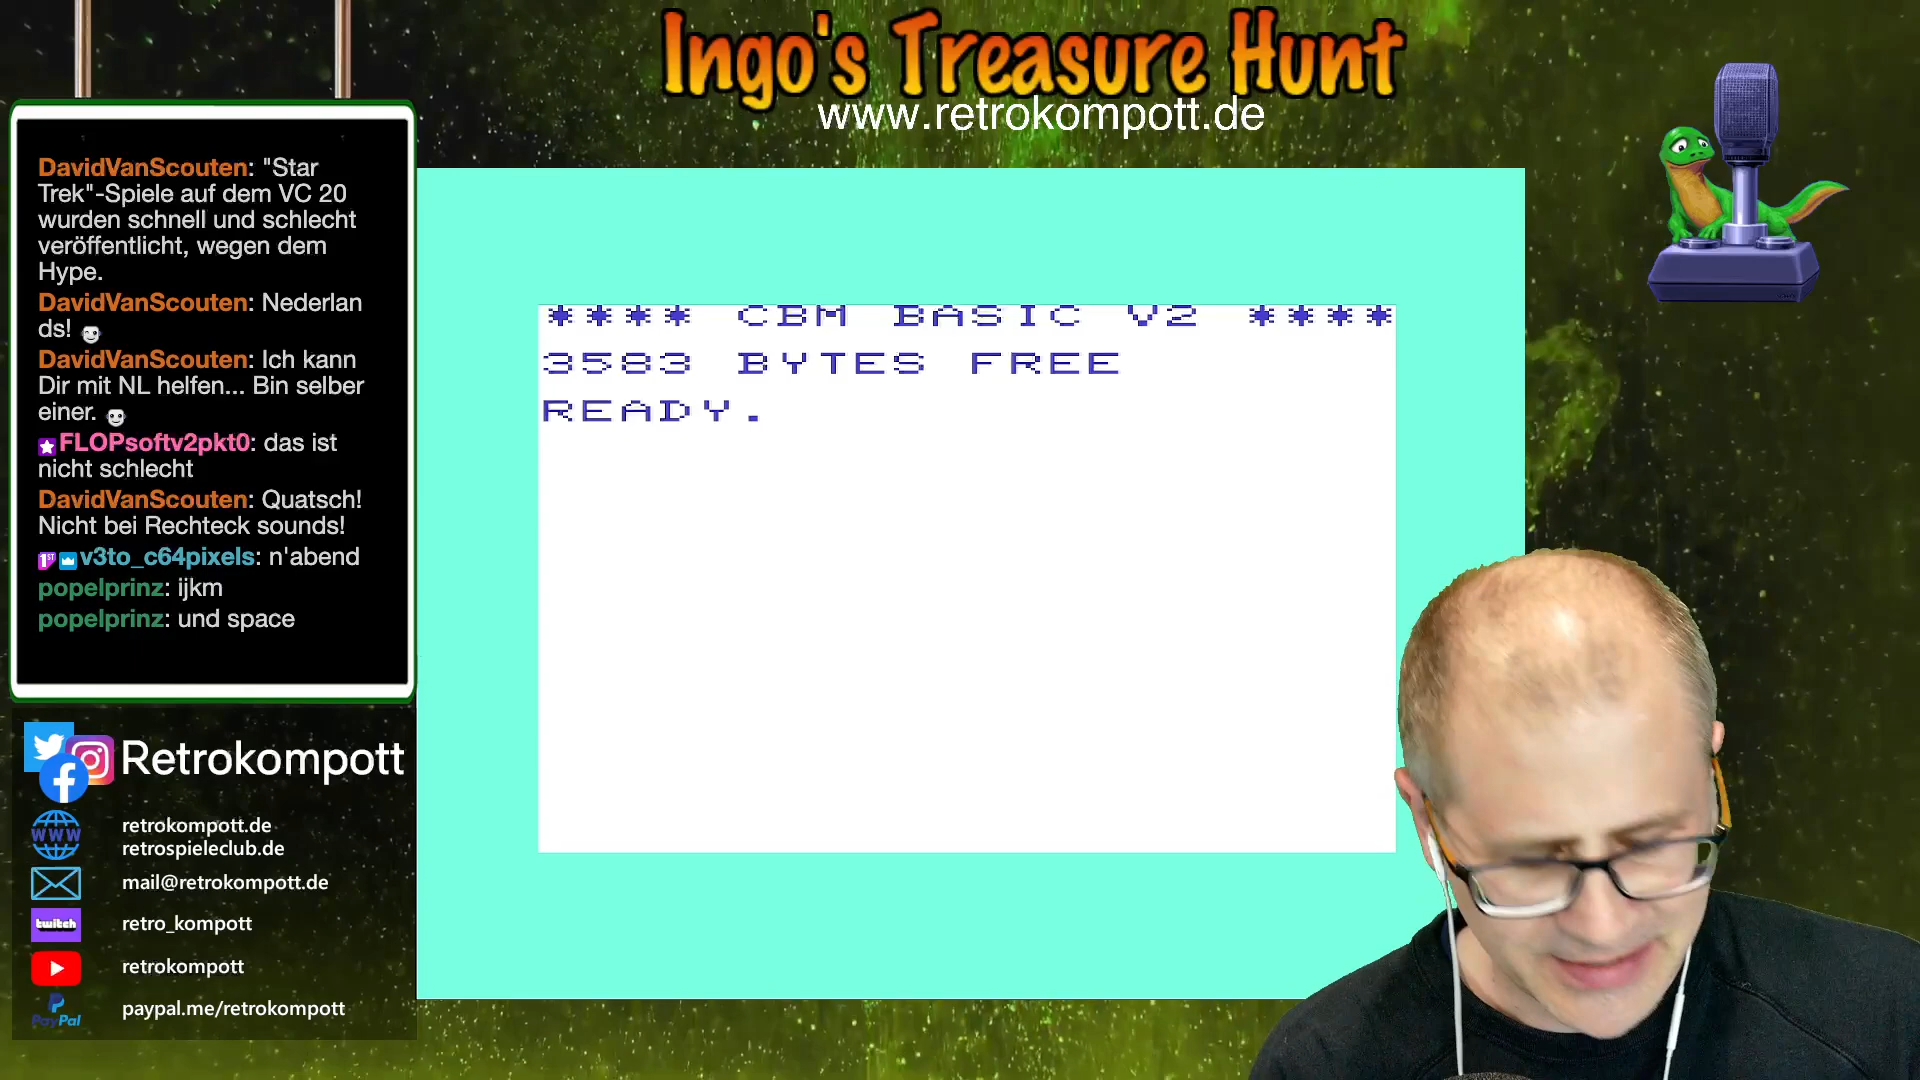 Ingo's Treasure Hunt
www.retrokompott.de
DavidVanScouten: "Star
Trek"-Spiele auf dem VC 20
wurden schnell und schlecht
veröffentlicht, wegen dem
Hype.
DavidVanScouten: Nederlan
ds!
DavidVanScouten: Ich kann
Dir mit NL helfen... Bin selber
einer.
FLOPsoftv2pkt0: das ist
nicht schlecht
DavidVanScouten: Quatsch!
Nicht bei Rechteck sounds!
1ST v3to_c64pixels: n'abend
popelprinz: ijkm
popelprinz: und space
**** CBM BASIC V2 ****
3583 BYTES FREE
READY.
Retrokompott
WWW
retrokompott.de
retrospieleclub.de
mail@retrokompott.de
twitch
retro_kompott
retrokompott
PayPal
paypal.me/retrokompott